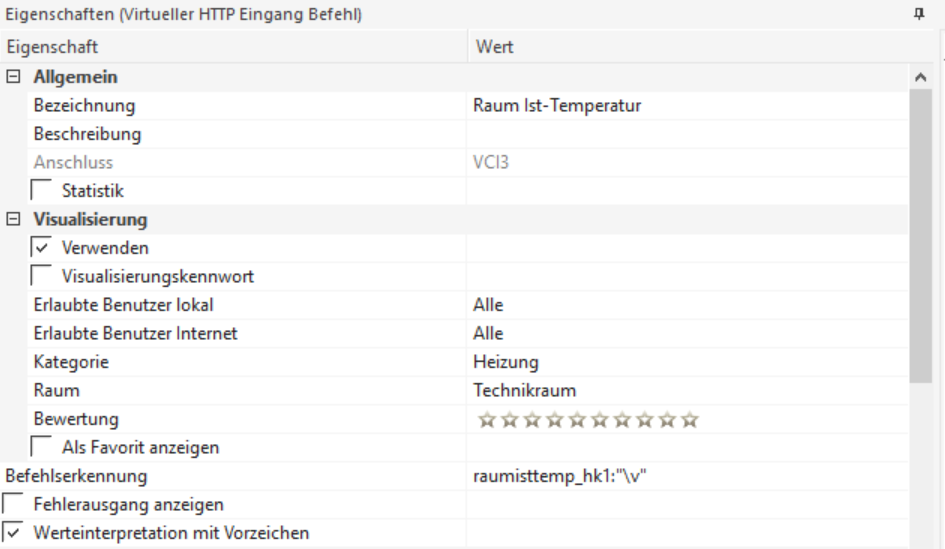 Eigenschaften (Virtueller HTTP Eingang Befehl)
Eigenschaft Wert
Allgemein
Bezeichnung Raum Ist-Temperatur
Beschreibung
Anschluss VCI3
Statistik
Visualisierung
Verwenden
Visualisierungskennwort
Erlaubte Benutzer lokal Alle
Erlaubte Benutzer Internet Alle
Kategorie Heizung
Raum Technikraum
Bewertung
Als Favorit anzeigen
Befehlserkennung raumisttemp_hk1:"\v"
Fehlerausgang anzeigen
Werteinterpretation mit Vorzeichen